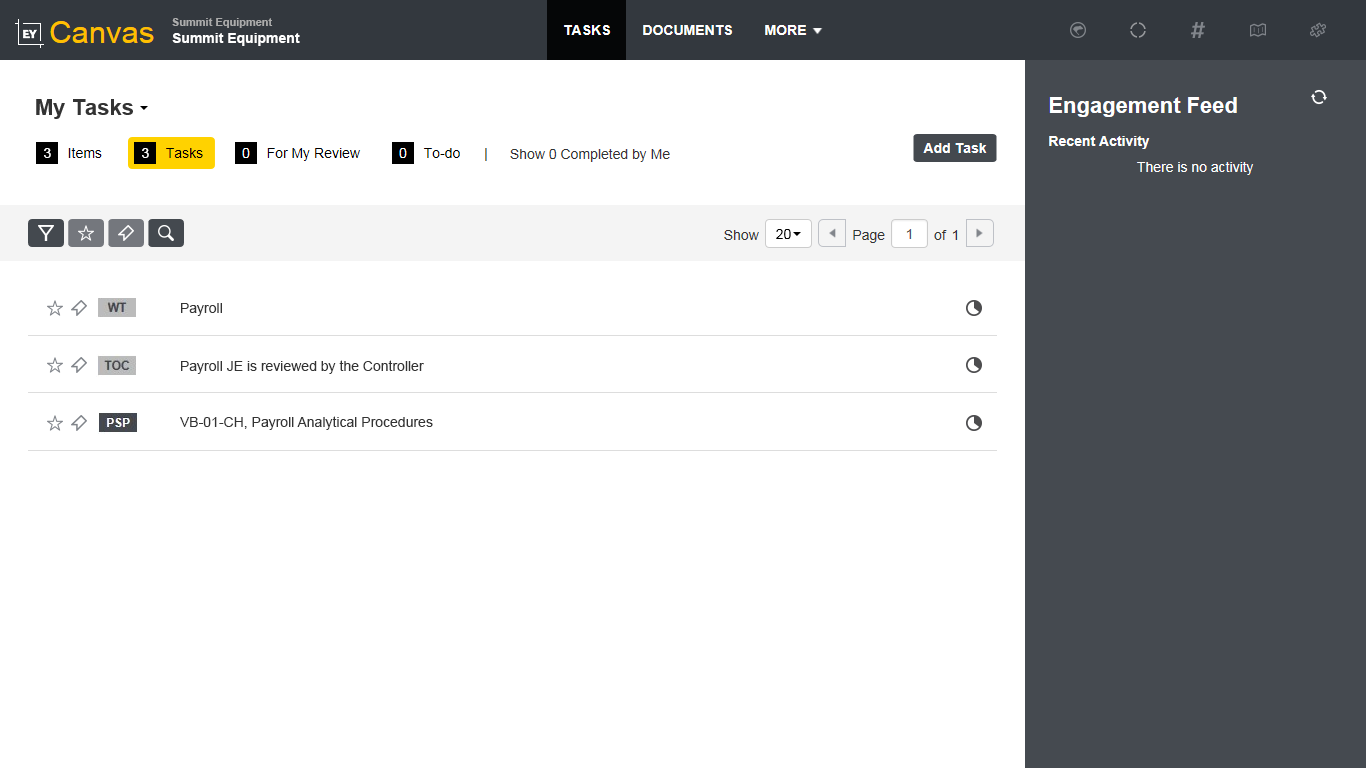 EY Canvas
Summit Equipment
Summit Equipment
TASKS DOCUMENTS MORE
#
My Tasks
3 Items 3 Tasks 0 For My Review 0 To-do | Show 0 Completed by Me
Add Task
Show 20 Page 1 of 1
WT Payroll
TOC Payroll JE is reviewed by the Controller
PSP VB-01-CH, Payroll Analytical Procedures
Engagement Feed
Recent Activity
There is no activity